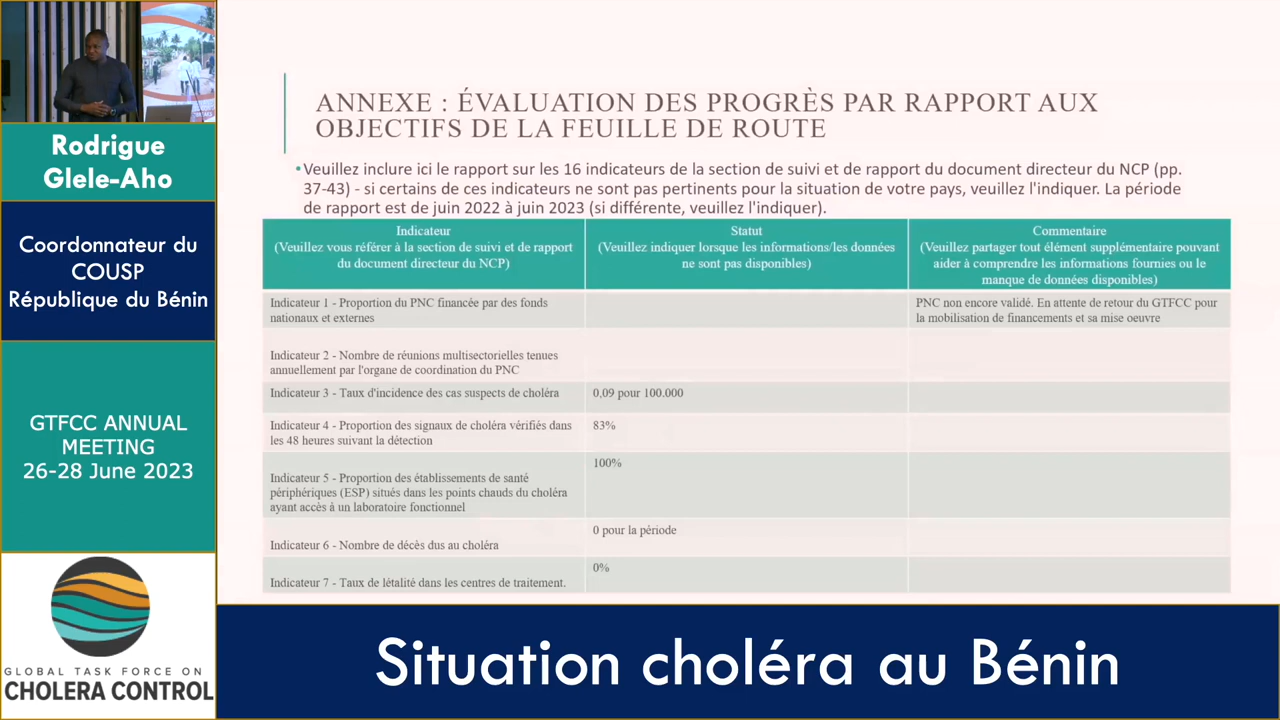 Rodrigue
Glele-Aho
Coordonnateur du
COUSP
République du Bénin
GTFCC ANNUAL
MEETING
26-28 June 2023
GLOBAL TASK FORCE ON
CHOLERA CONTROL
ANNEXE : ÉVALUATION DES PROGRÈS PAR RAPPORT AUX
OBJECTIFS DE LA FEUILLE DE ROUTE
•Veuillez inclure ici le rapport sur les 16 indicateurs de la section de suivi et de rapport du document directeur du NCP (pp.
37-43) - si certains de ces indicateurs ne sont pas pertinents pour la situation de votre pays, veuillez l'indiquer. La période
de rapport est de juin 2022 à juin 2023 (si différente, veuillez l'indiquer).
Indicateur
(Veuillez vous référer à la section de suivi et de rapport
du document directeur du NCP)
Statut
(Veuillez indiquer lorsque les informations/les données
ne sont pas disponibles)
Commentaire
(Veuillez partager tout élément supplémentaire pouvant
aider à comprendre les informations fournies ou le
manque de données disponibles)
Indicateur 1 - Proportion du PNC financée par des fonds
nationaux et externes
PNC non encore validé. En attente de retour du GTFCC pour
la mobilisation de financements et sa mise oeuvre
Indicateur 2 - Nombre de réunions multisectorielles tenues
annuellement par l'organe de coordination du PNC
Indicateur 3 - Taux d'incidence des cas suspects de choléra
0,09 pour 100.000
Indicateur 4 - Proportion des signaux de choléra vérifiés dans
les 48 heures suivant la détection
83%
Indicateur 5 - Proportion des établissements de santé
périphériques (ESP) situés dans les points chauds du choléra
ayant accès à un laboratoire fonctionnel
100%
Indicateur 6 - Nombre de décès dus au choléra
0 pour la période
Indicateur 7 - Taux de létalité dans les centres de traitement.
0%
Situation choléra au Bénin